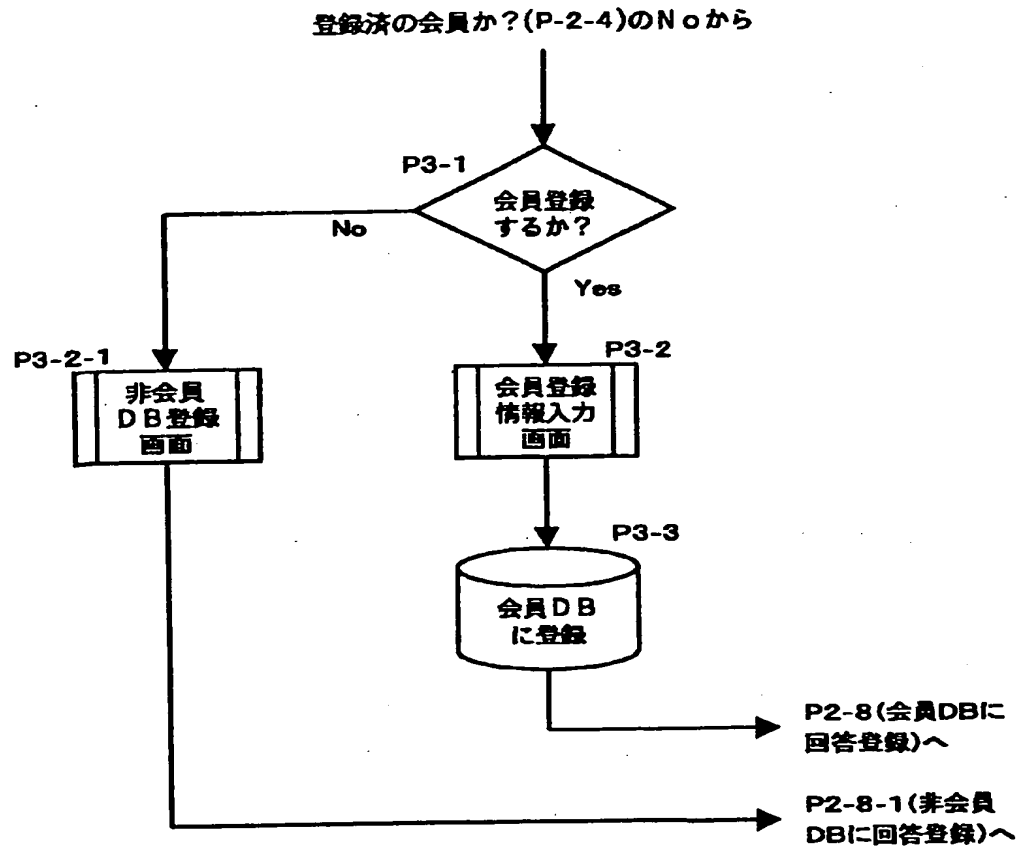 登録済の会員か？(P-2-4)のＮｏから
P3-1
会員登録
するか？
No
Yes
P3-2-1
非会員
ＤＢ登録
画面
P3-2
会員登録
情報入力
画面
P3-3
会員ＤＢ
に登録
P2-8(会員DBに
回答登録)へ
P2-8-1(非会員
DBに回答登録)へ